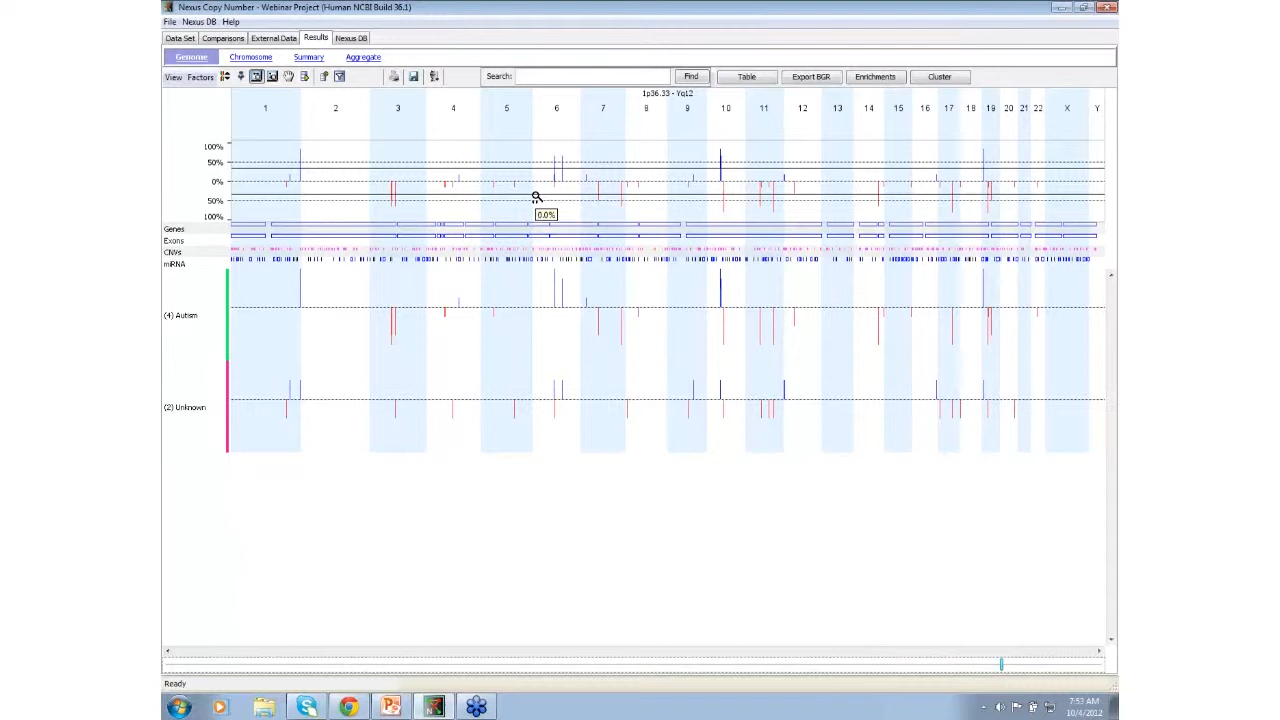 Nexus Copy Number - Webinar Project (Human NCBI Build 36.1)
File Nexus DB Help
Data Set Comparisons External Data Results Nexus DB
Genome Chromosome Summary Aggregate
View Factors Search: Find Table Export BGR Enrichments Cluster
1p36.33 - Yq12
1 2 3 4 5 6 7 8 9 10 11 12 13 14 15 16 17 18 19 20 21 22 X Y
100%
50%
0%
50%
0.0%
100%
Genes
Exons
CNVs
miRNA
(4) Autism
(2) Unknown
Ready
7:53 AM
10/4/2012